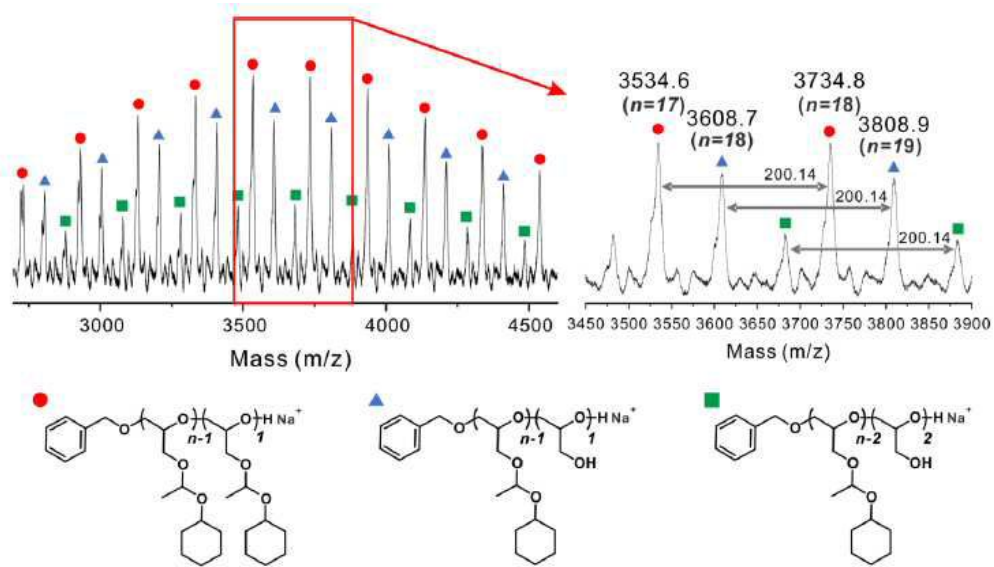 3534.6
(n=17)
3734.8
(n=18)
3608.7
(n=18)
3808.9
(n=19)
200.14
200.14
200.14
3000
3500
4000
4500
Mass (m/z)
3450 3500 3550 3600 3650 3700 3750 3800 3850 3900
Mass (m/z)
O
O
H Na+
n-1
1
O
O
O
O
O
O
O
H Na+
n-1
1
O
OH
O
O
O
O
H Na+
n-2
2
O
OH
O
O